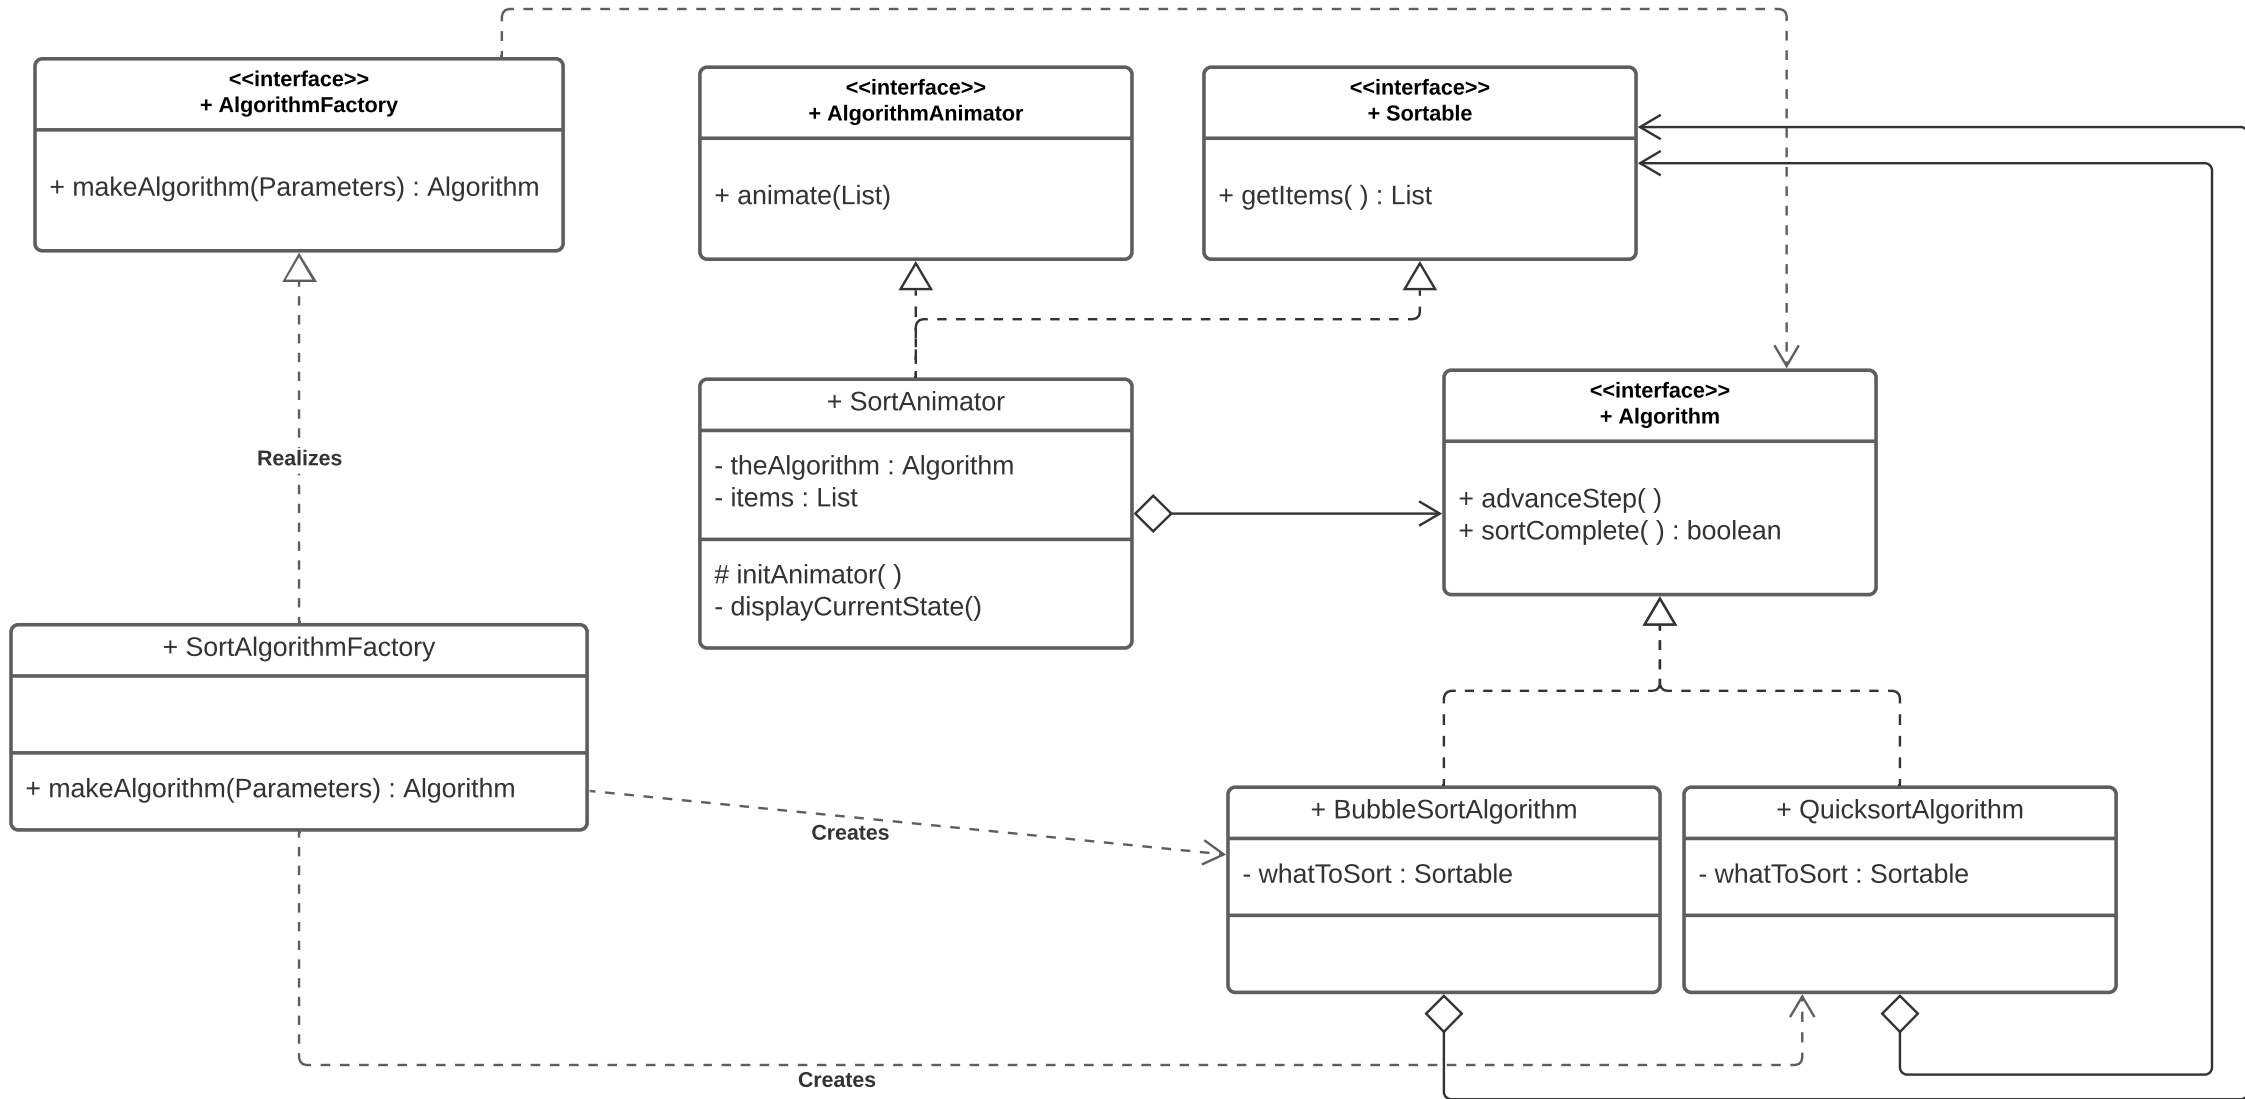 <<interface>>
+ AlgorithmFactory
+ makeAlgorithm(Parameters) : Algorithm
<<interface>>
+ AlgorithmAnimator
+ animate(List)
<<interface>>
+ Sortable
+ getItems( ) : List
Realizes
+ SortAnimator
- theAlgorithm : Algorithm
- items : List
# initAnimator( )
- displayCurrentState()
<<interface>>
+ Algorithm
+ advanceStep( )
+ sortComplete( ) : boolean
+ SortAlgorithmFactory
+ makeAlgorithm(Parameters) : Algorithm
Creates
+ BubbleSortAlgorithm
- whatToSort : Sortable
+ QuicksortAlgorithm
- whatToSort : Sortable
Creates